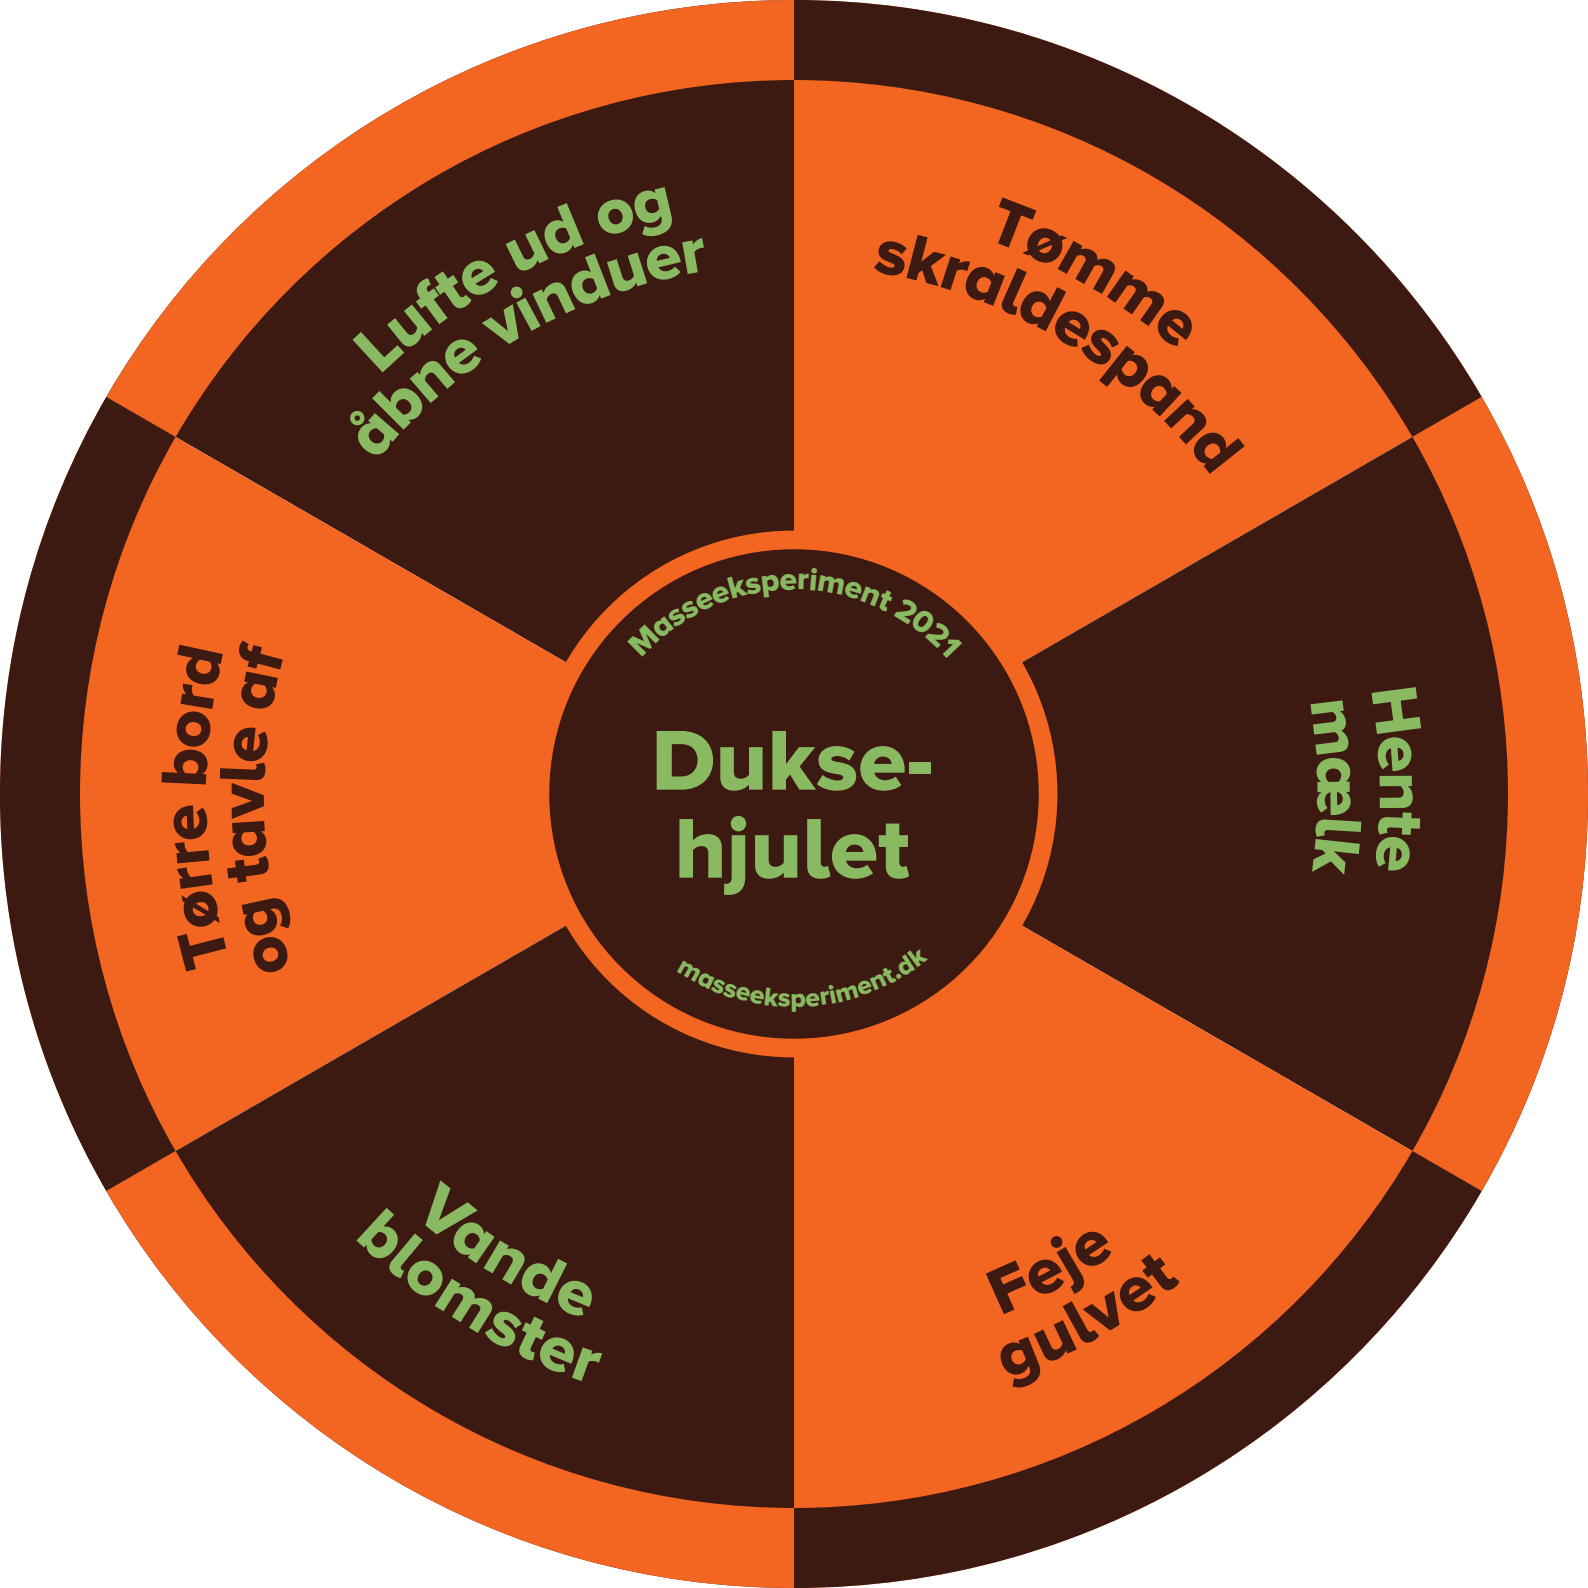 Masseeksperiment 2021
Dukse-
hjulet
masseeksperiment.dk
Tømme
skraldespand
Hente
mælk
Feje
gulvet
Vande
blomster
Tørre bord
og tavle af
Lufte ud og
åbne vinduer